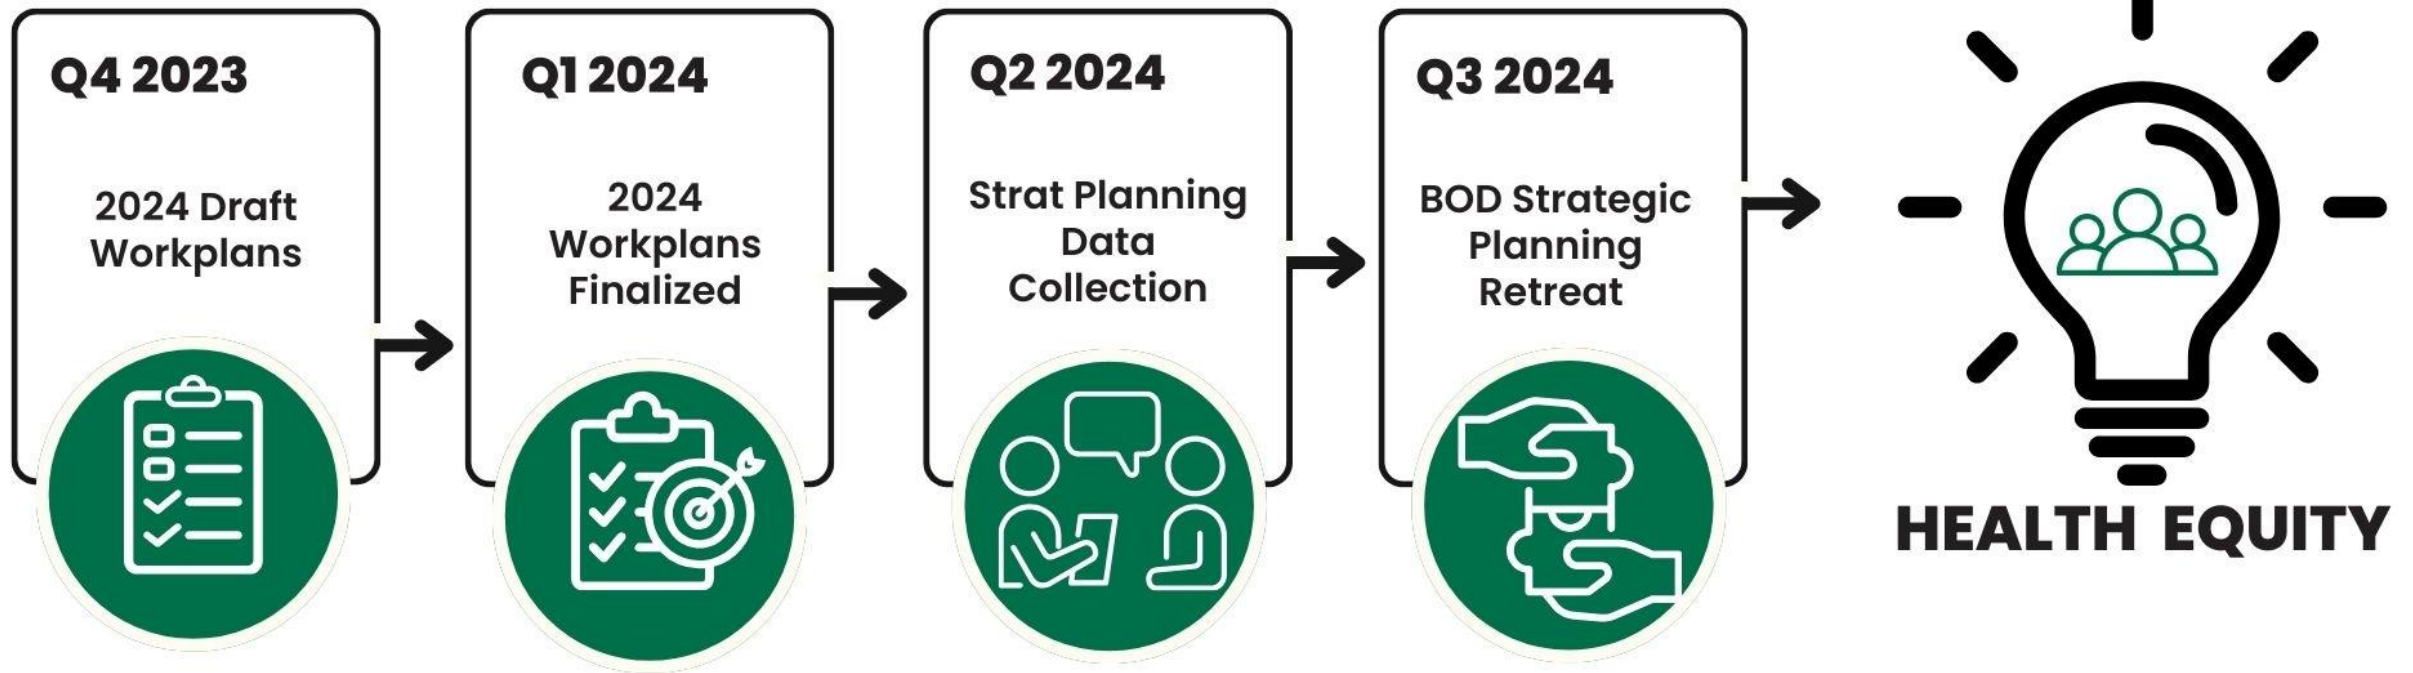 Q4 2023
2024 Draft
Workplans
Q1 2024
2024
Workplans
Finalized
Q2 2024
Strat Planning
Data
Collection
Q3 2024
BOD Strategic
Planning
Retreat
HEALTH EQUITY